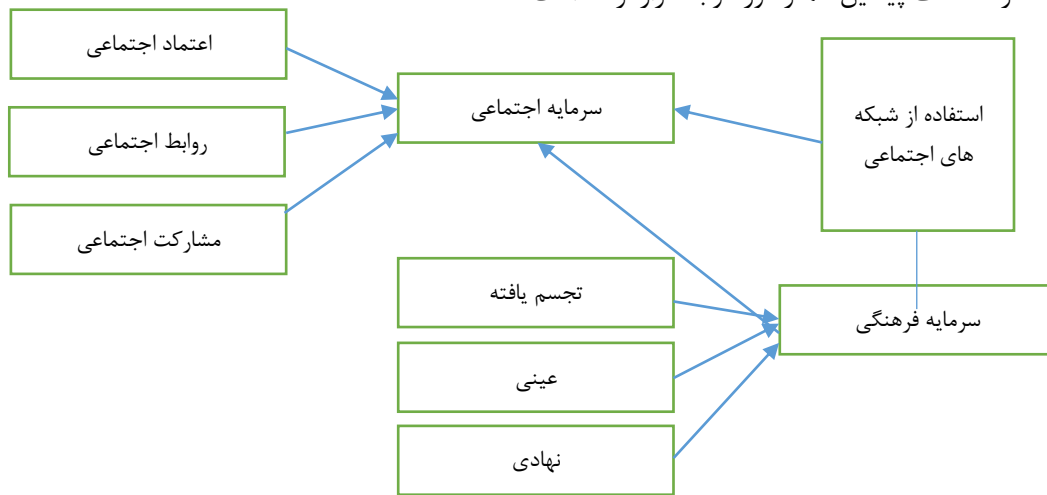 اعتماد اجتماعی
سرمایه اجتماعی
استفاده از شبکه
های اجتماعی
روابط اجتماعی
مشارکت اجتماعی
تجسم یافته
سرمایه فرهنگی
عینی
نهادی